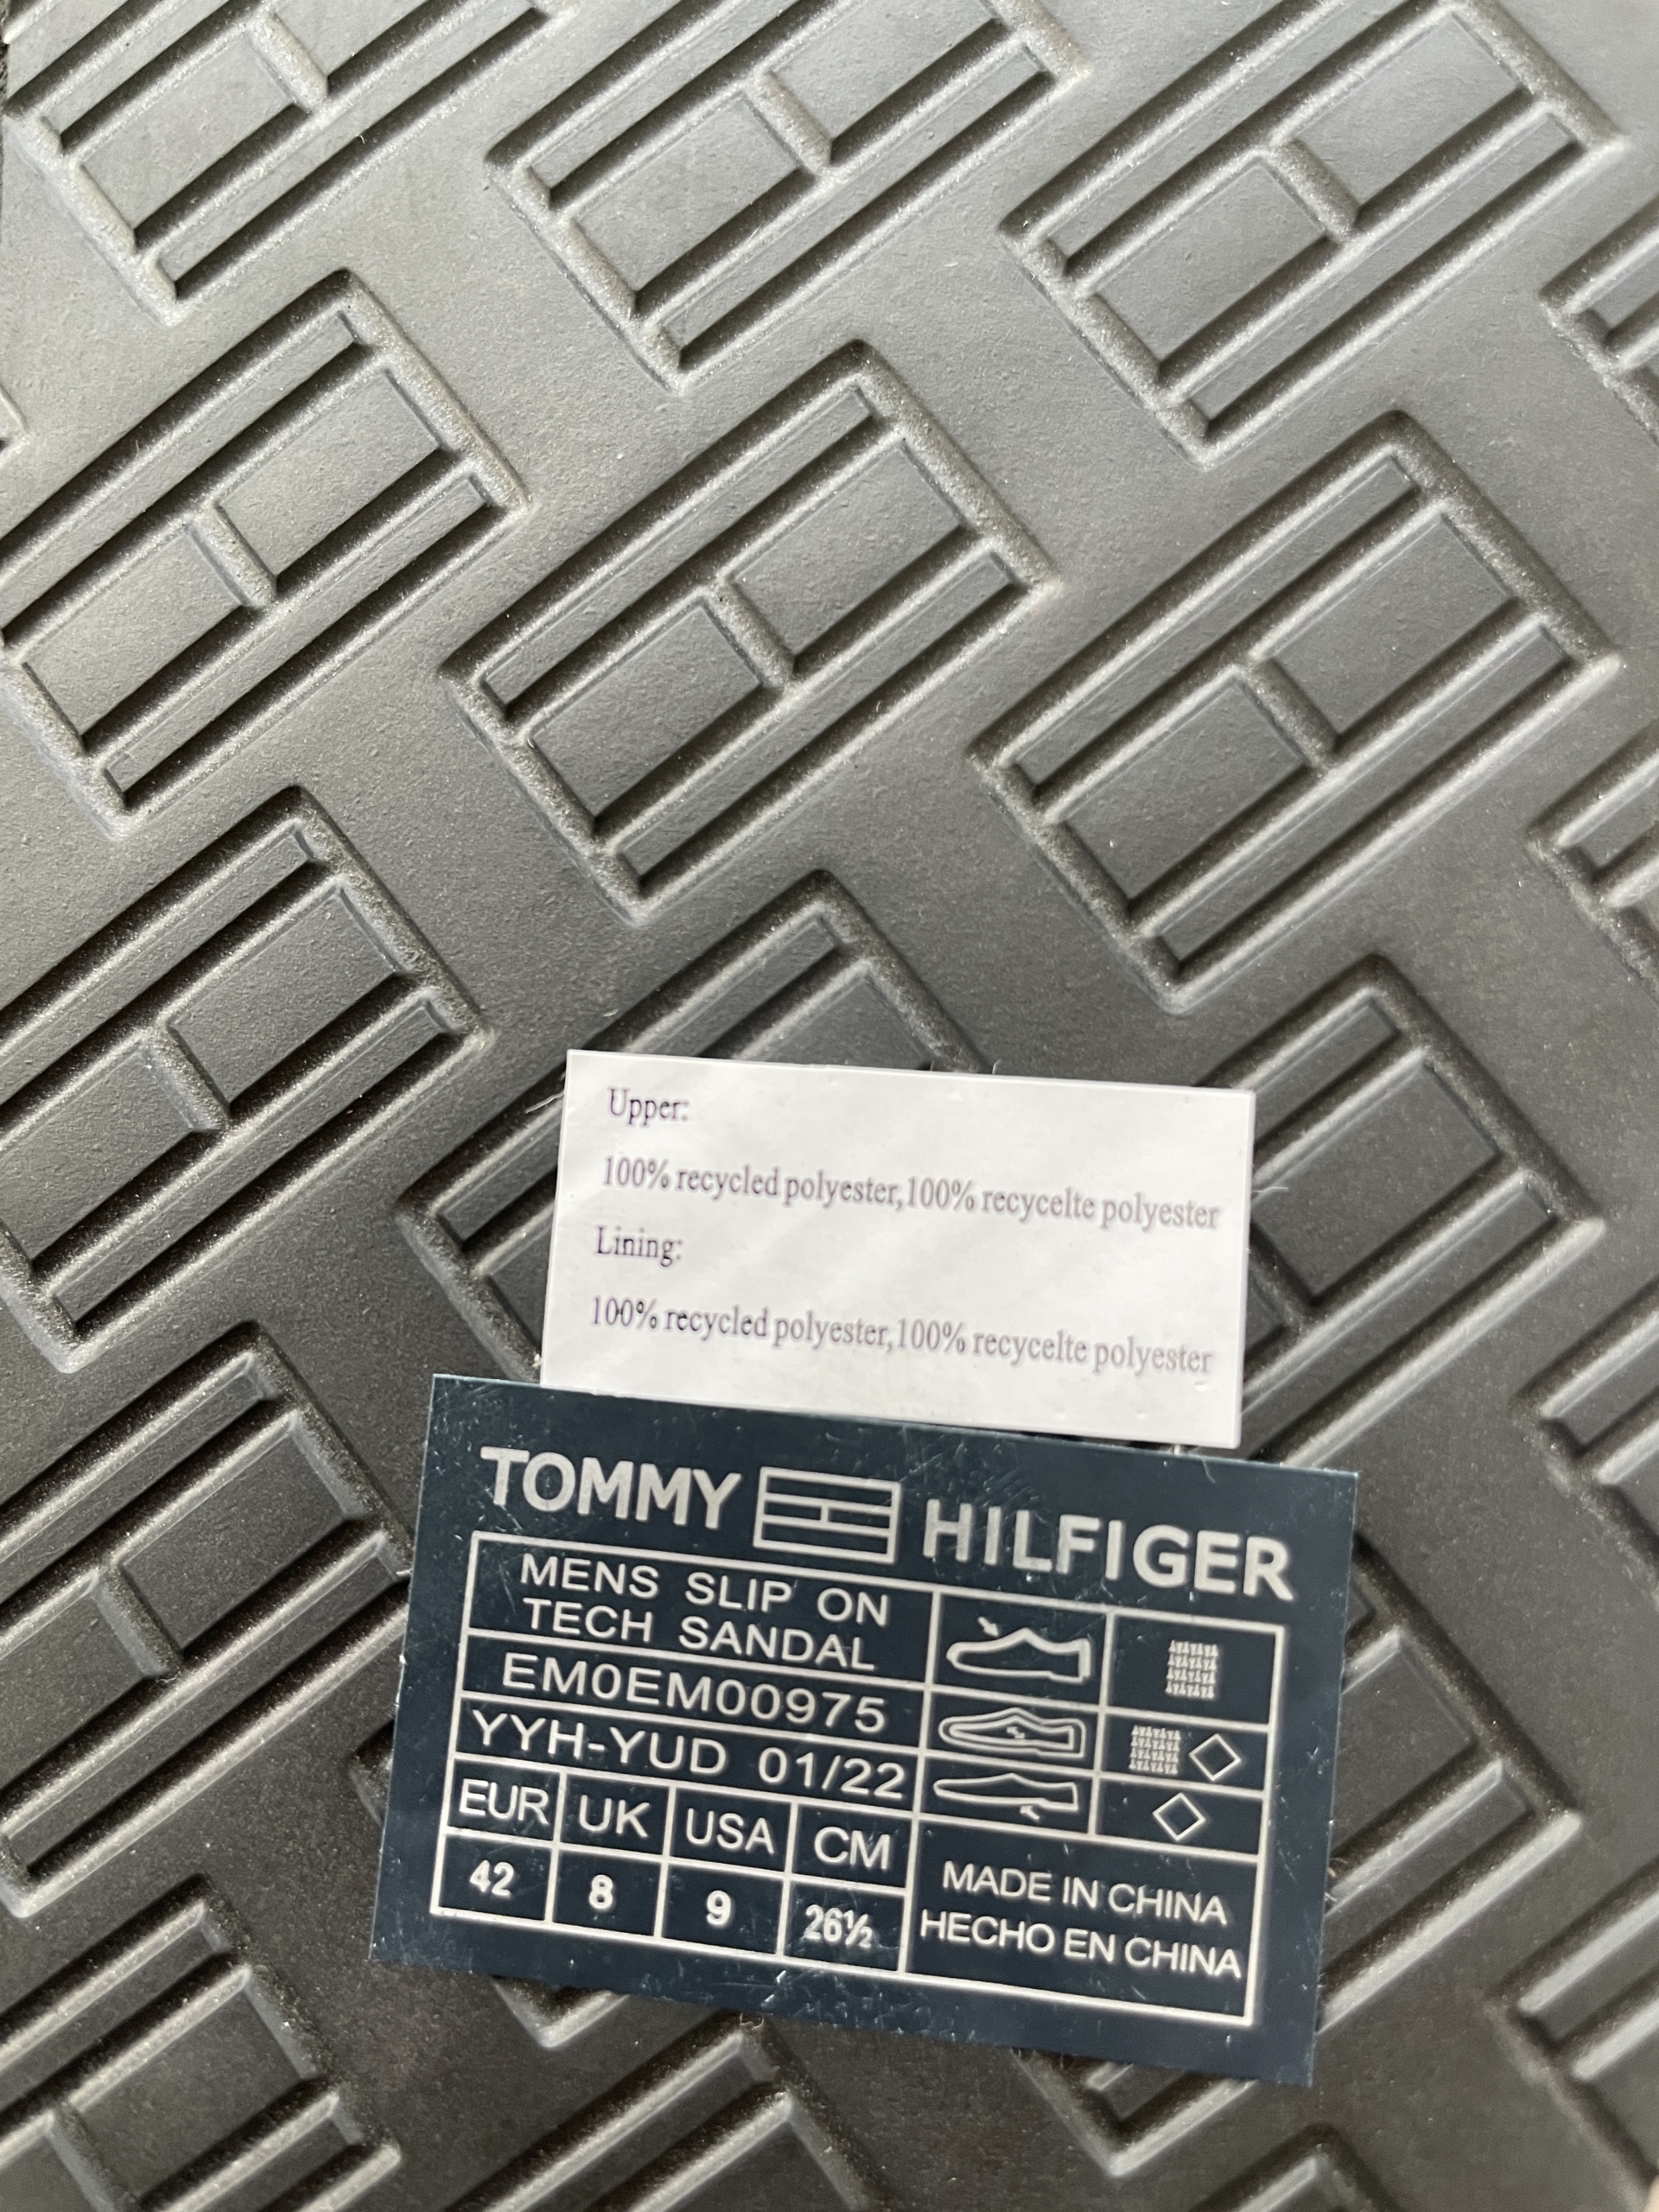 Upper:
100% recycled polyester,100% recycelte polyester
Lining:
100% recycled polyester,100% recycelte polyester
TOMMY HILFIGER
MENS SLIP ON
TECH SANDAL
EM0EM00975
YYH-YUD 01/22
EUR UK USA CM
42 8 9 26½
MADE IN CHINA
HECHO EN CHINA